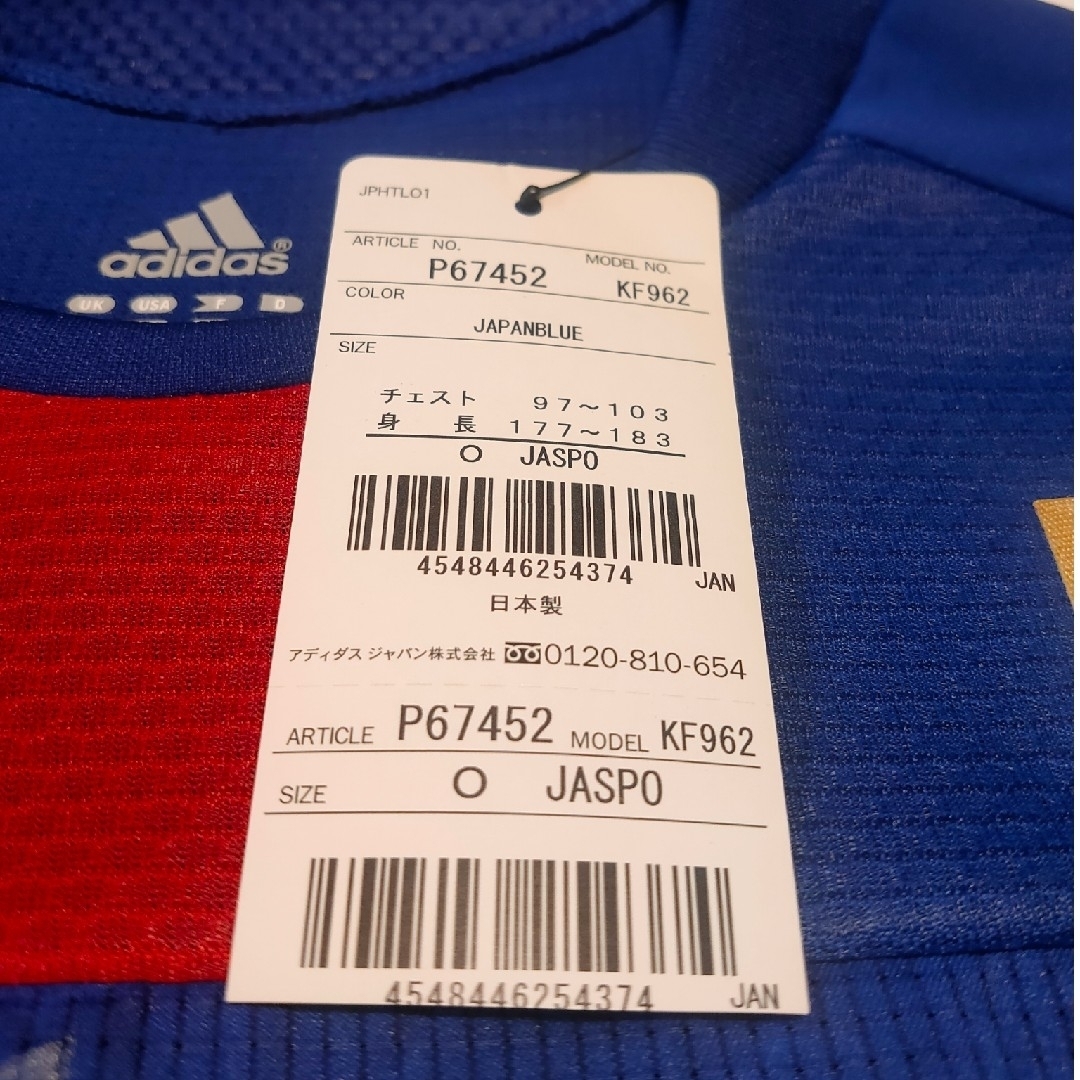 adidas®
UK USA F D
JPHTL01
ARTICLE NO. MODEL NO.
P67452 KF962
COLOR
JAPANBLUE
SIZE
チェスト 97〜103
身 長 177〜183
O JASPO
4548446254374 JAN
日本製
アディダス ジャパン株式会社 0120-810-654
ARTICLE P67452 MODEL KF962
SIZE O JASPO
4548446254374 JAN